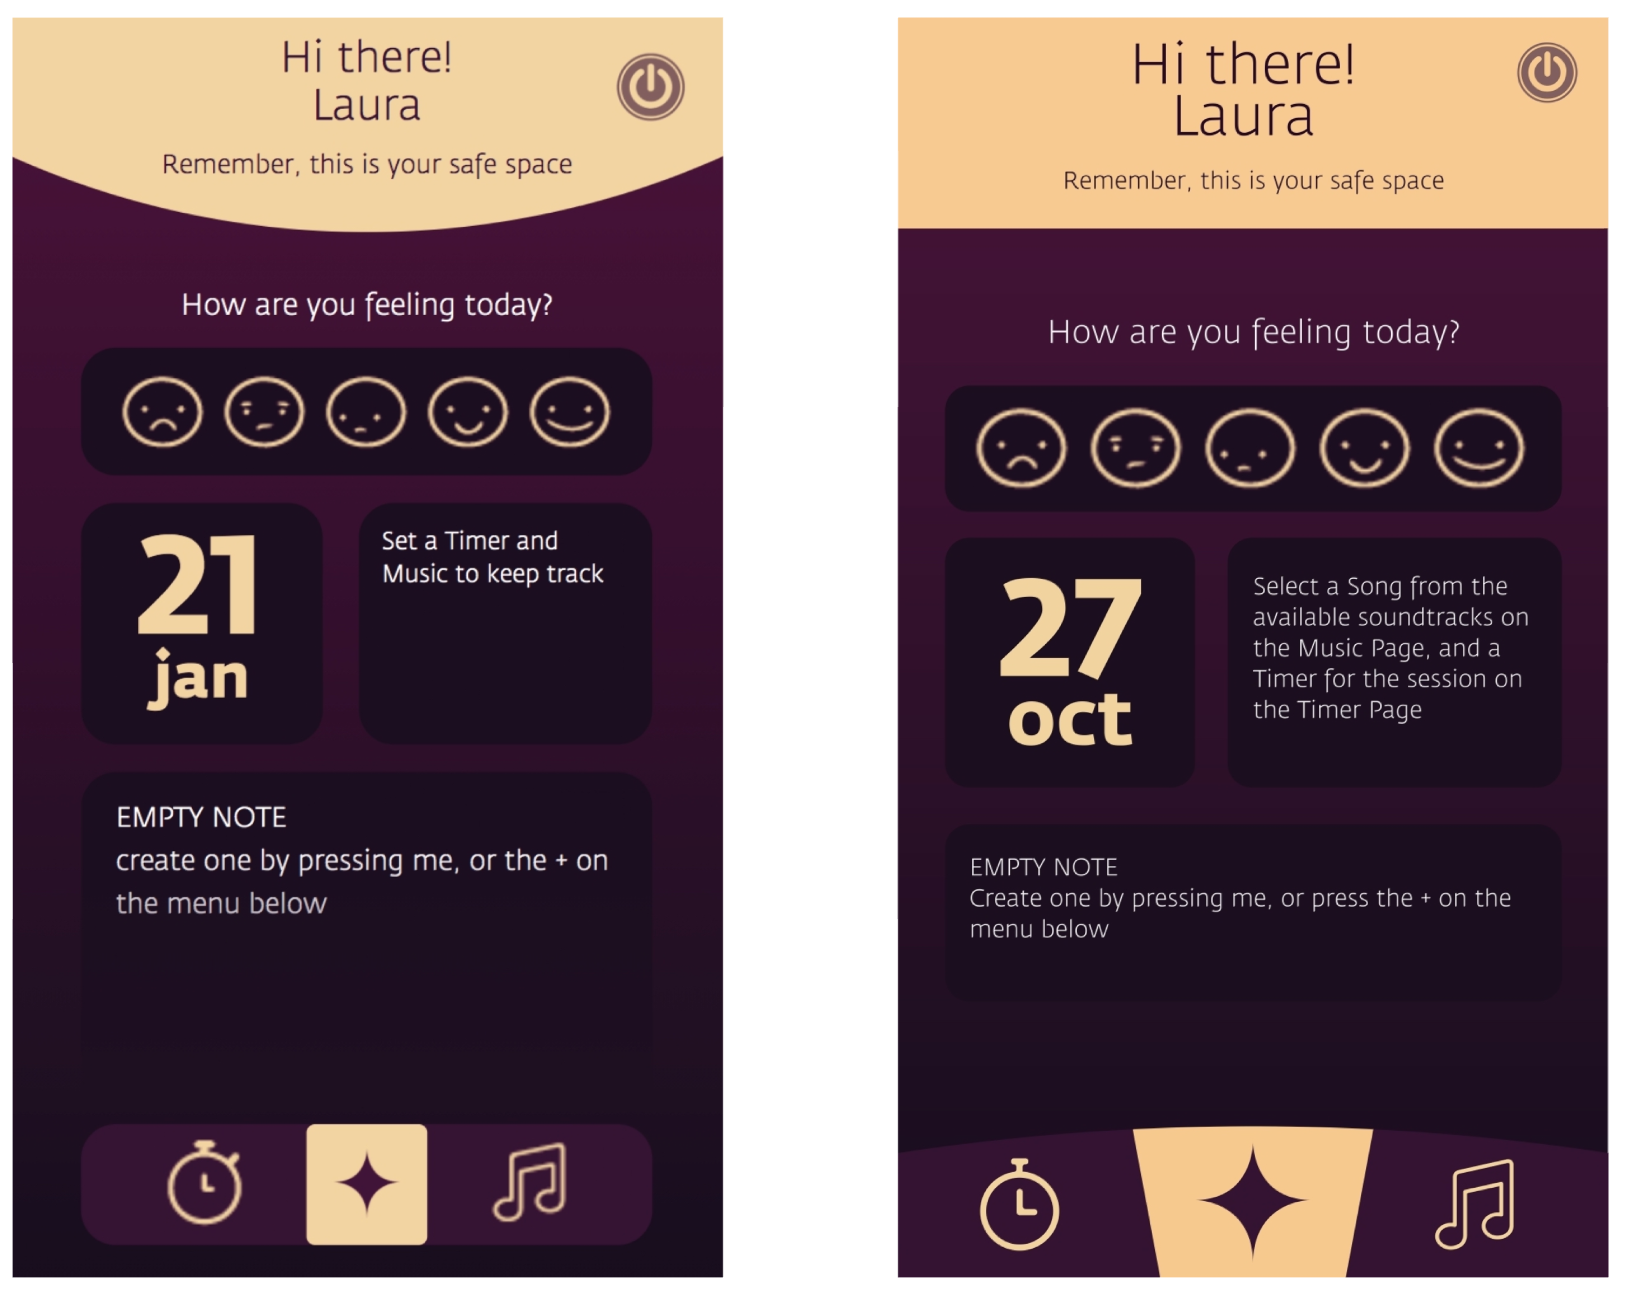 Hi there!
Laura
Remember, this is your safe space
How are you feeling today?
21
jan
Set a Timer and
Music to keep track
EMPTY NOTE
create one by pressing me, or the + on
the menu below
Hi there!
Laura
Remember, this is your safe space
How are you feeling today?
27
oct
Select a Song from the
available soundtracks on
the Music Page, and a
Timer for the session on
the Timer Page
EMPTY NOTE
Create one by pressing me, or press the + on the
menu below